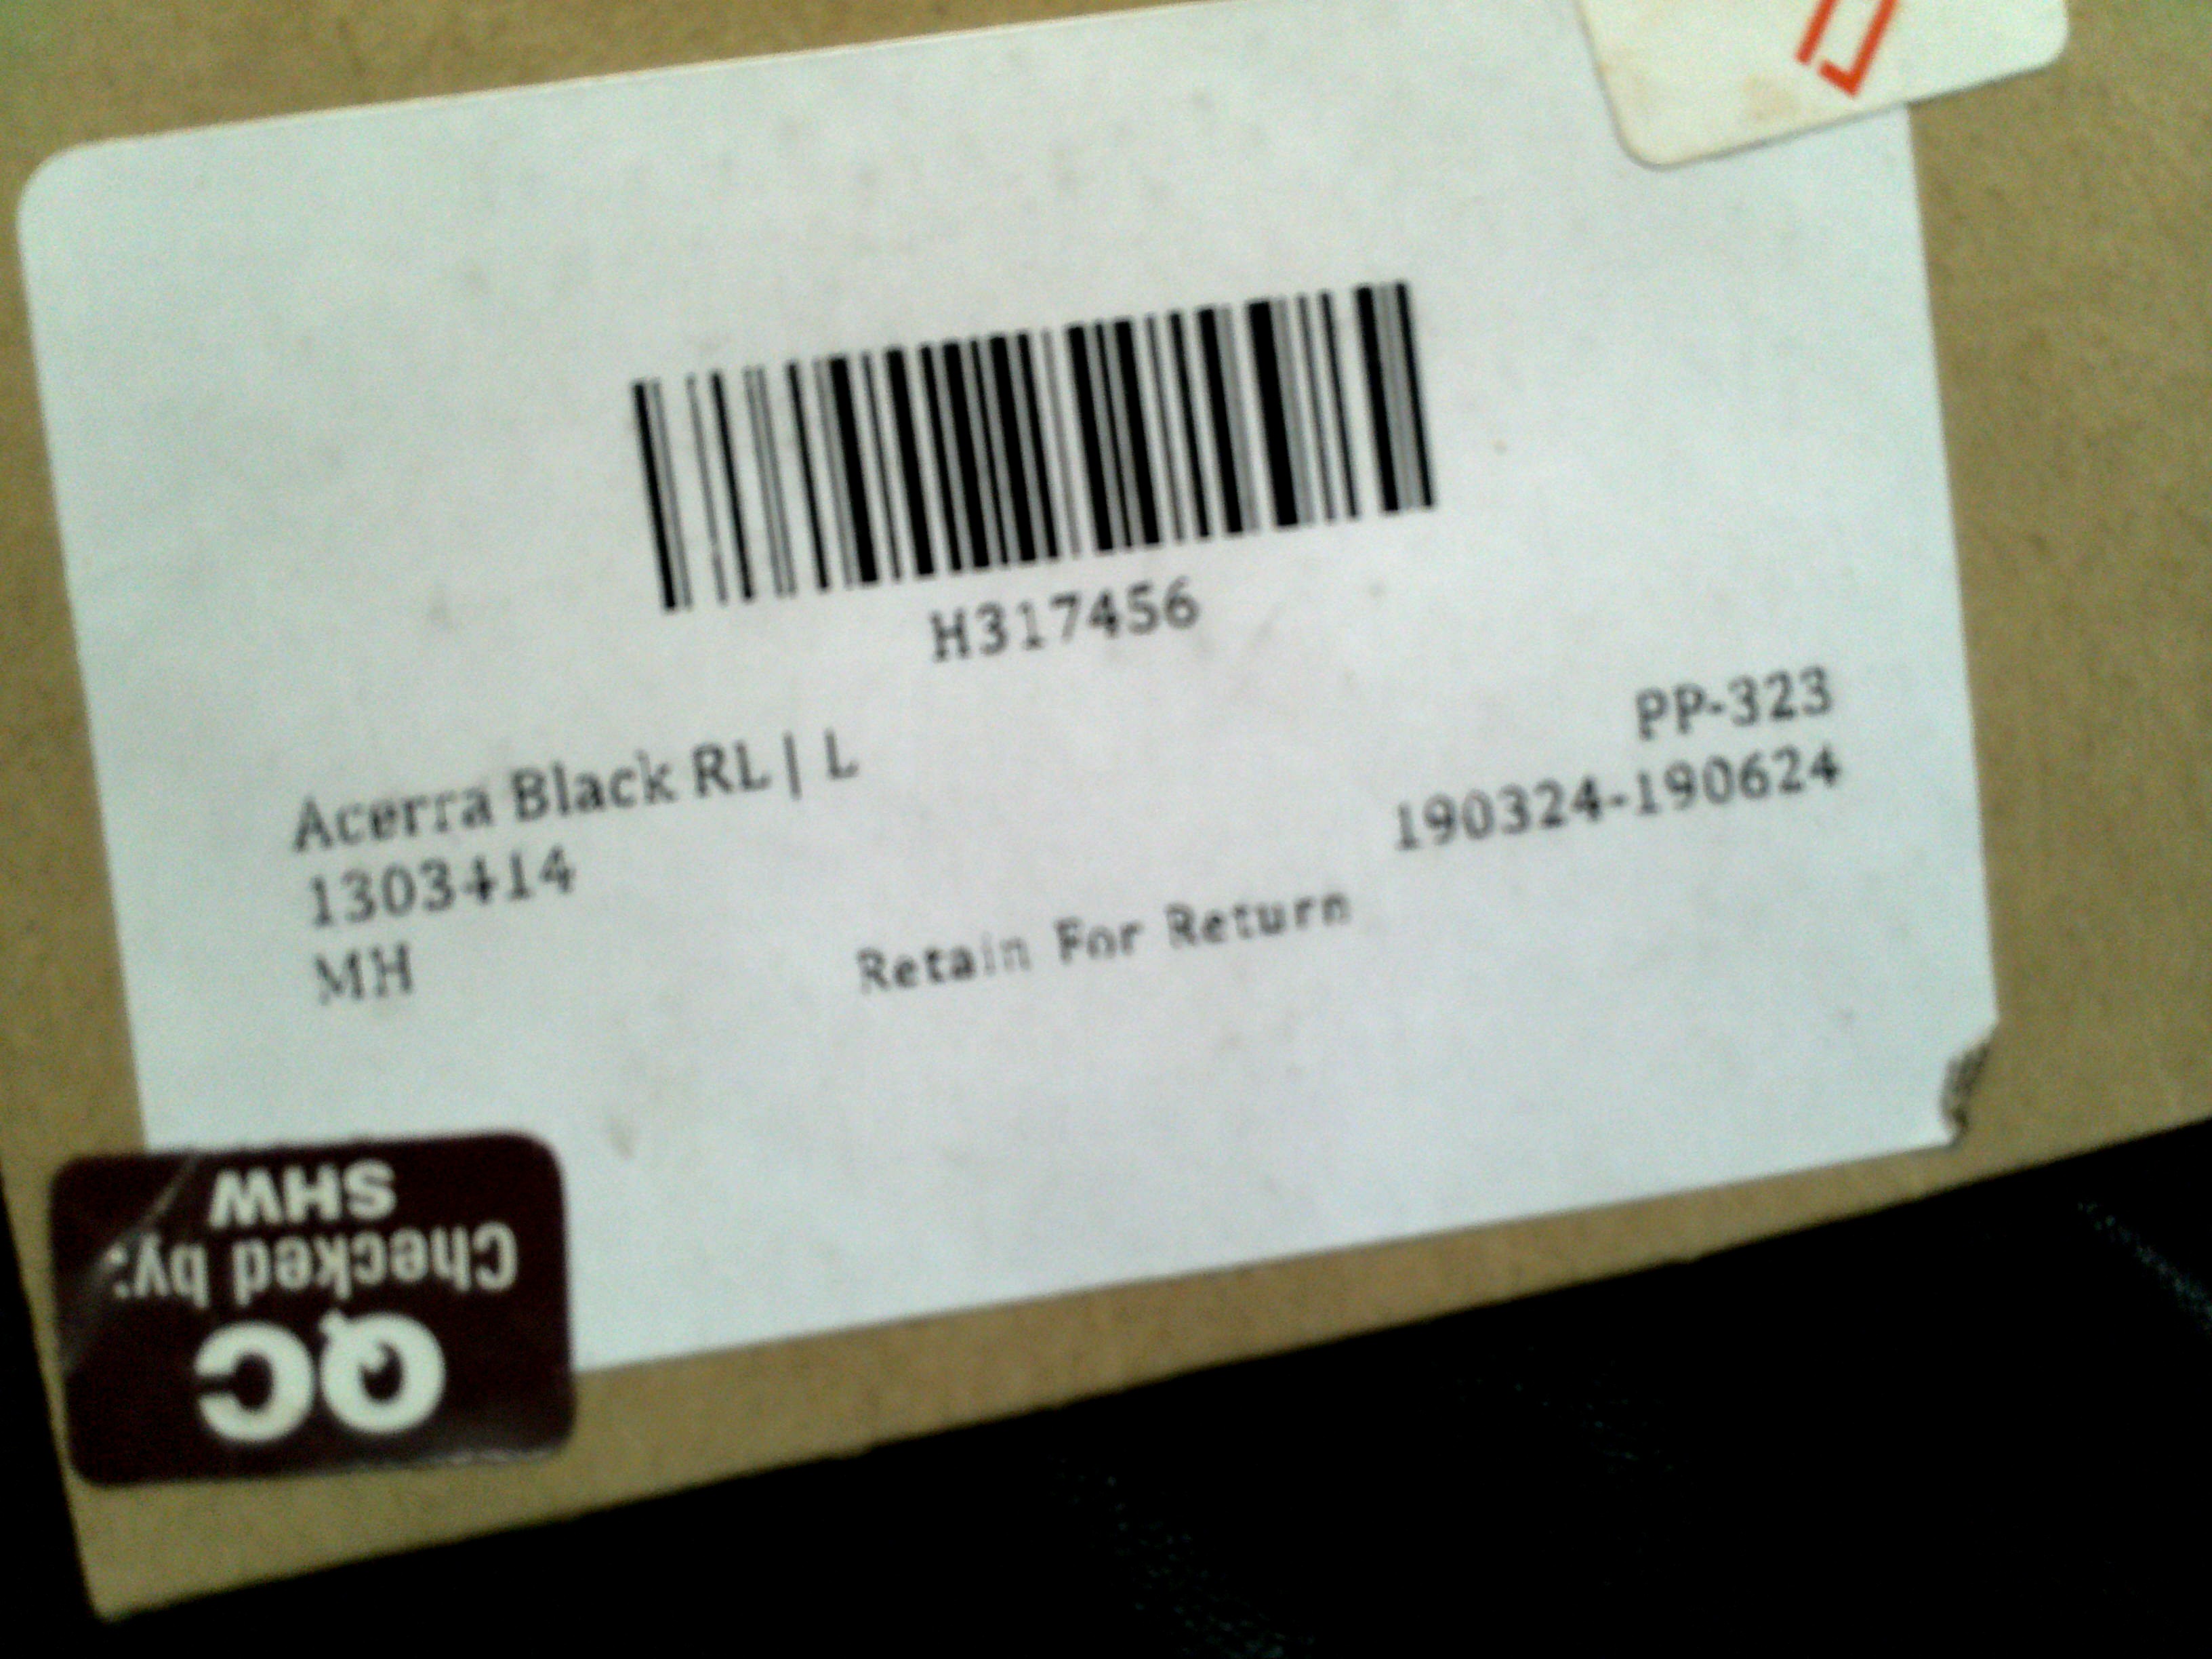 H317456
PP-323
Acerra Black RL | L
190324-190624
1303414
MH
Retain For Return
QC
Checked by:
SHW